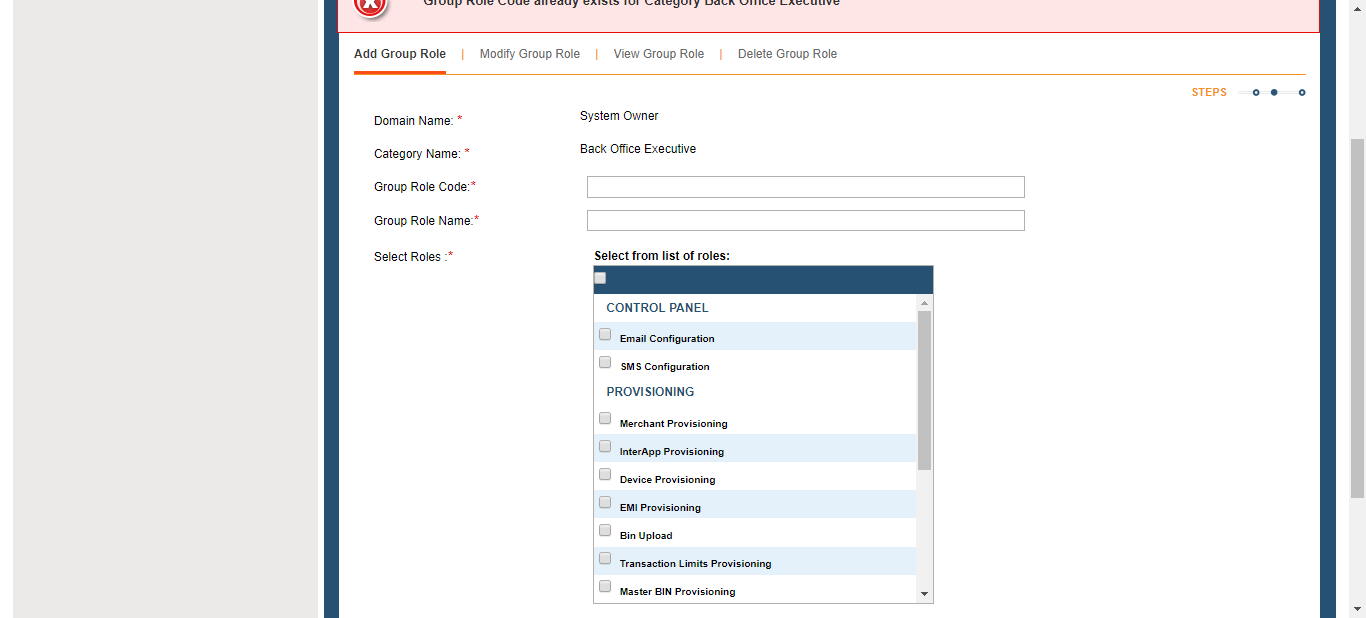 Group Role Code already exists for Category Back Office Executive
Add Group Role | Modify Group Role | View Group Role | Delete Group Role
STEPS
Domain Name: * System Owner
Category Name: * Back Office Executive
Group Role Code:*
Group Role Name:*
Select Roles :* Select from list of roles:
CONTROL PANEL
Email Configuration
SMS Configuration
PROVISIONING
Merchant Provisioning
InterApp Provisioning
Device Provisioning
EMI Provisioning
Bin Upload
Transaction Limits Provisioning
Master BIN Provisioning